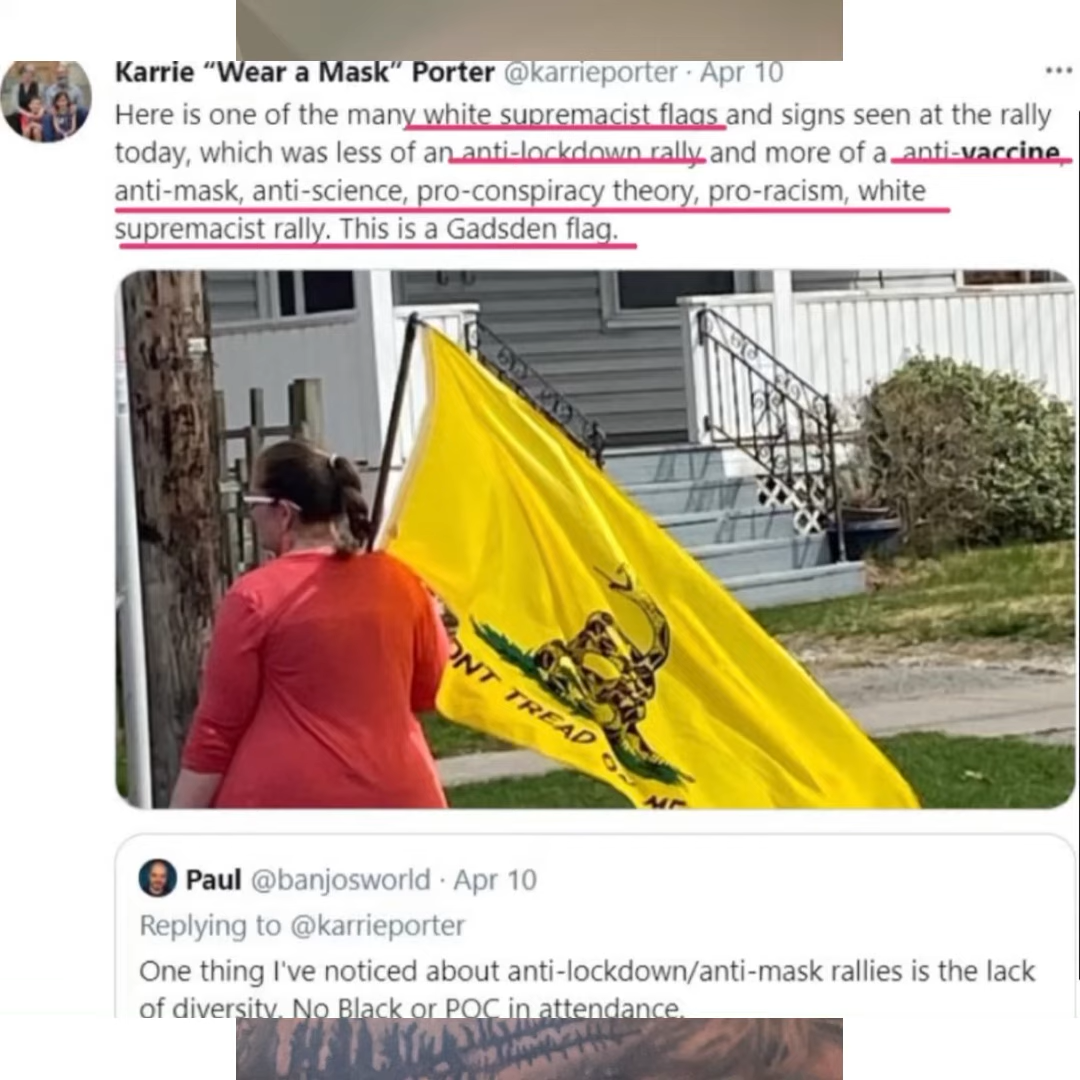 Karrie “Wear a Mask” Porter @karrieporter · Apr 10
Here is one of the many white supremacist flags and signs seen at the rally
today, which was less of an anti-lockdown rally and more of a anti-vaccine,
anti-mask, anti-science, pro-conspiracy theory, pro-racism, white
supremacist rally. This is a Gadsden flag.
ONT TREAD ON ME
Paul @banjosworld · Apr 10
Replying to @karrieporter
One thing I've noticed about anti-lockdown/anti-mask rallies is the lack
of diversity. No Black or POC in attendance.